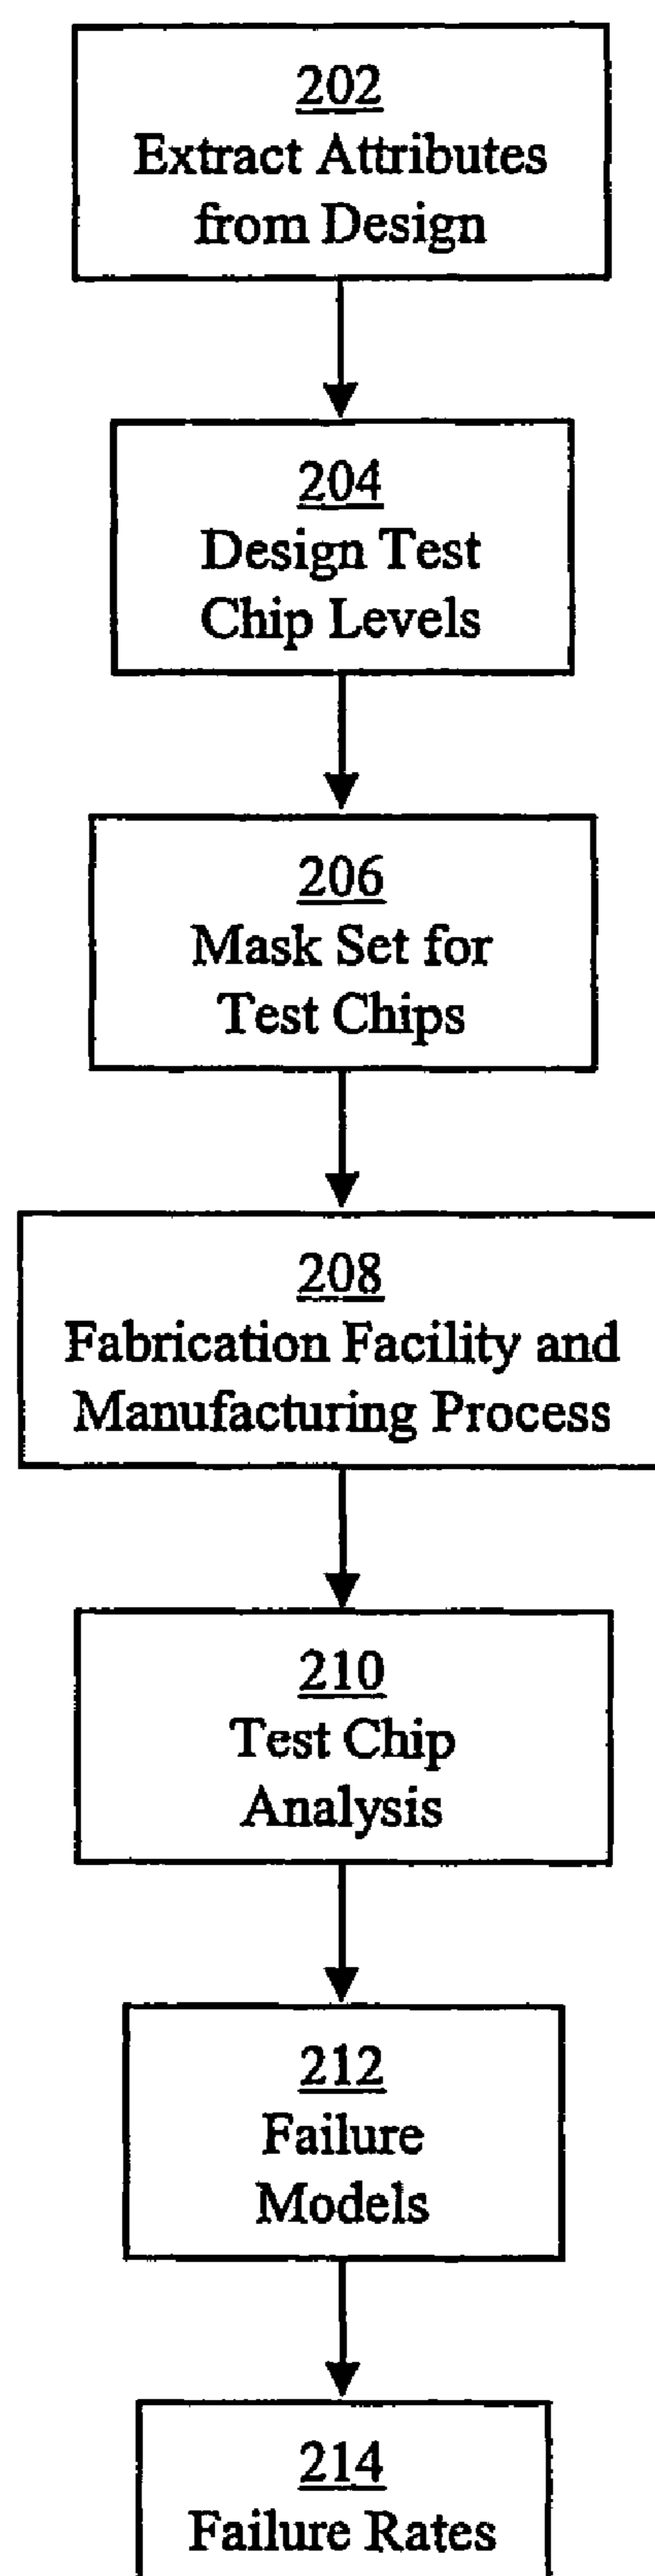 202
Extract Attributes
from Design
204
Design Test
Chip Levels
206
Mask Set for
Test Chips
208
Fabrication Facility and
Manufacturing Process
210
Test Chip
Analysis
212
Failure
Models
214
Failure Rates